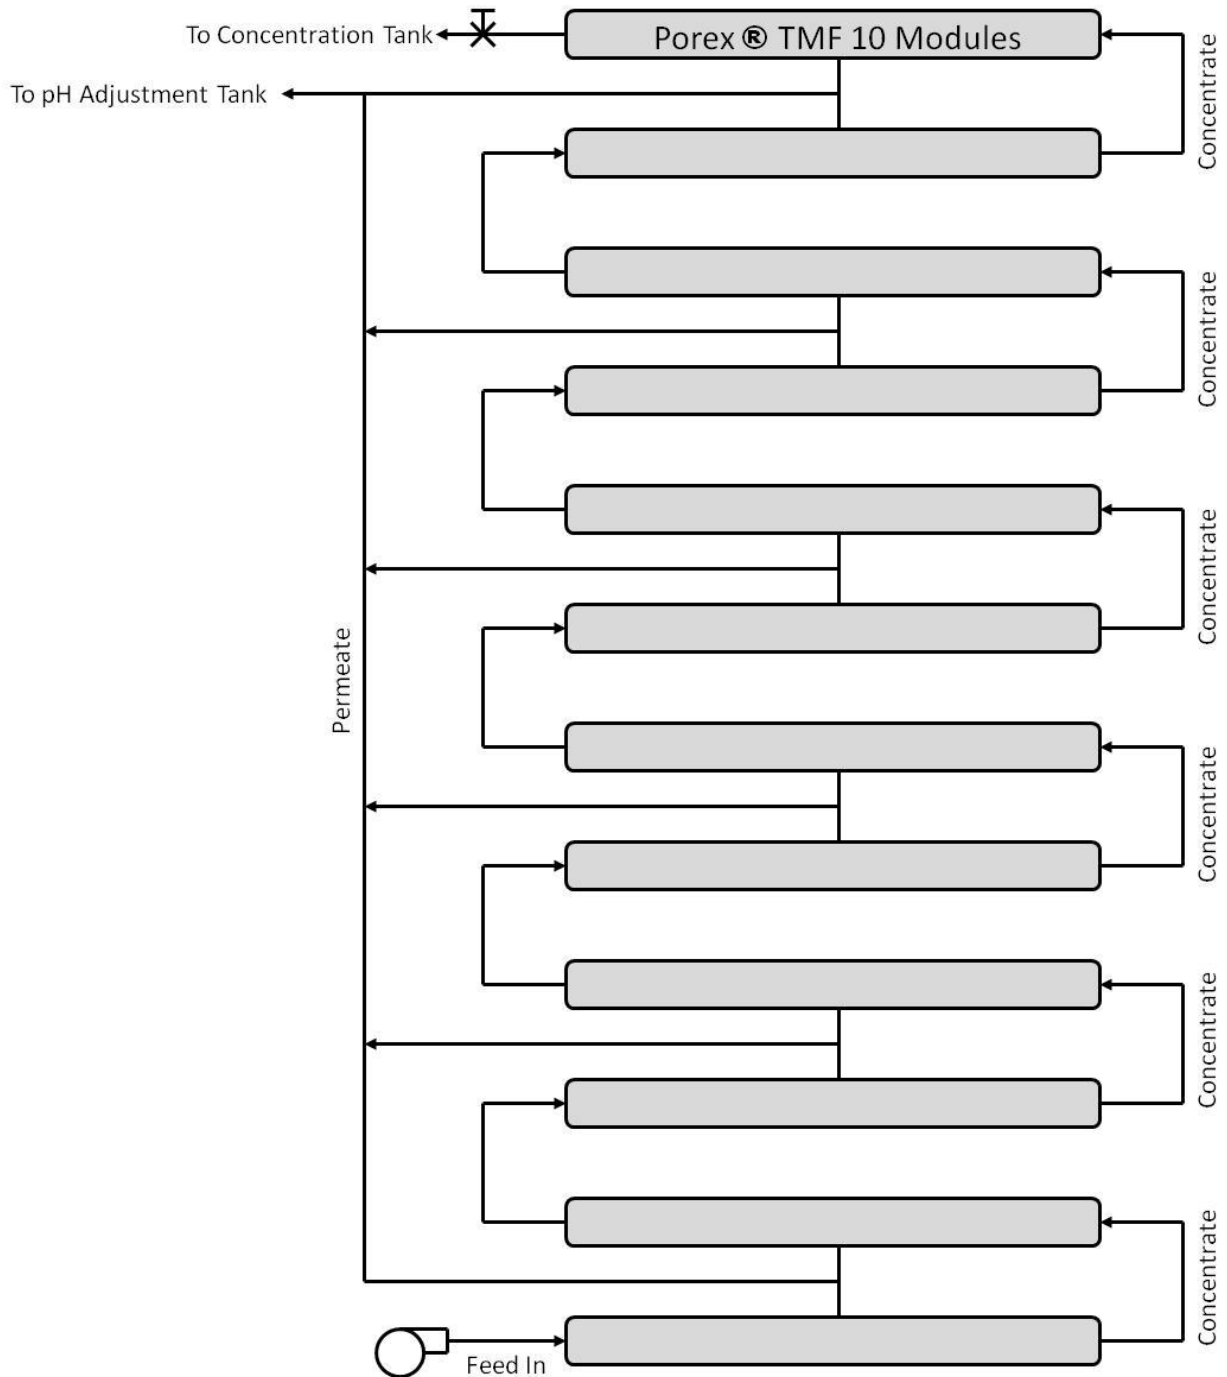 To Concentration Tank
Porex ® TMF 10 Modules
To pH Adjustment Tank
Concentrate
Concentrate
Concentrate
Permeate
Concentrate
Concentrate
Concentrate
Feed In